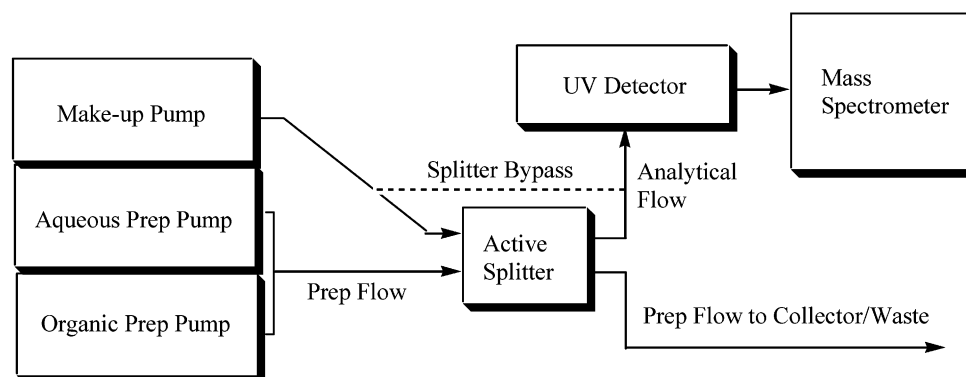 Make-up Pump
Aqueous Prep Pump
Organic Prep Pump
Prep Flow
Splitter Bypass
Active
Splitter
UV Detector
Analytical
Flow
Mass
Spectrometer
Prep Flow to Collector/Waste